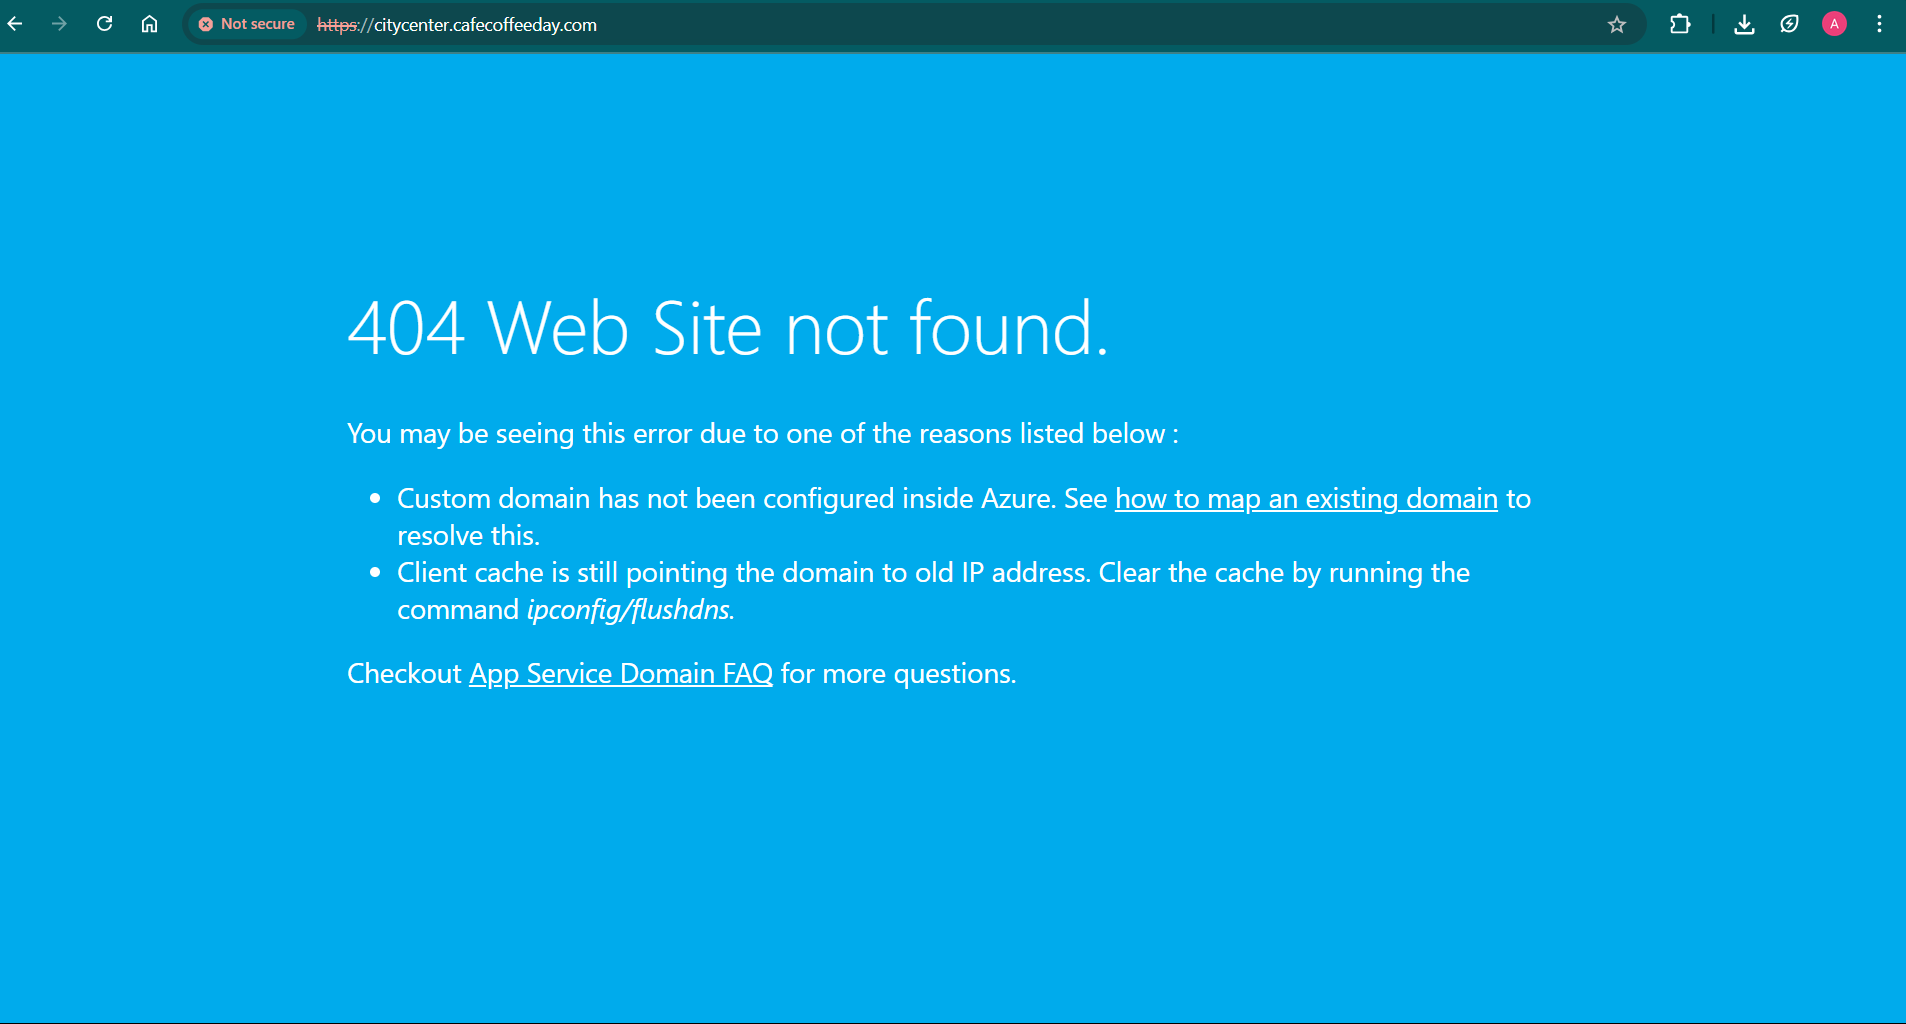 Not secure https://citycenter.cafecoffeeday.com A
404 Web Site not found.
You may be seeing this error due to one of the reasons listed below :
• Custom domain has not been configured inside Azure. See how to map an existing domain to
resolve this.
• Client cache is still pointing the domain to old IP address. Clear the cache by running the
command ipconfig/flushdns.
Checkout App Service Domain FAQ for more questions.